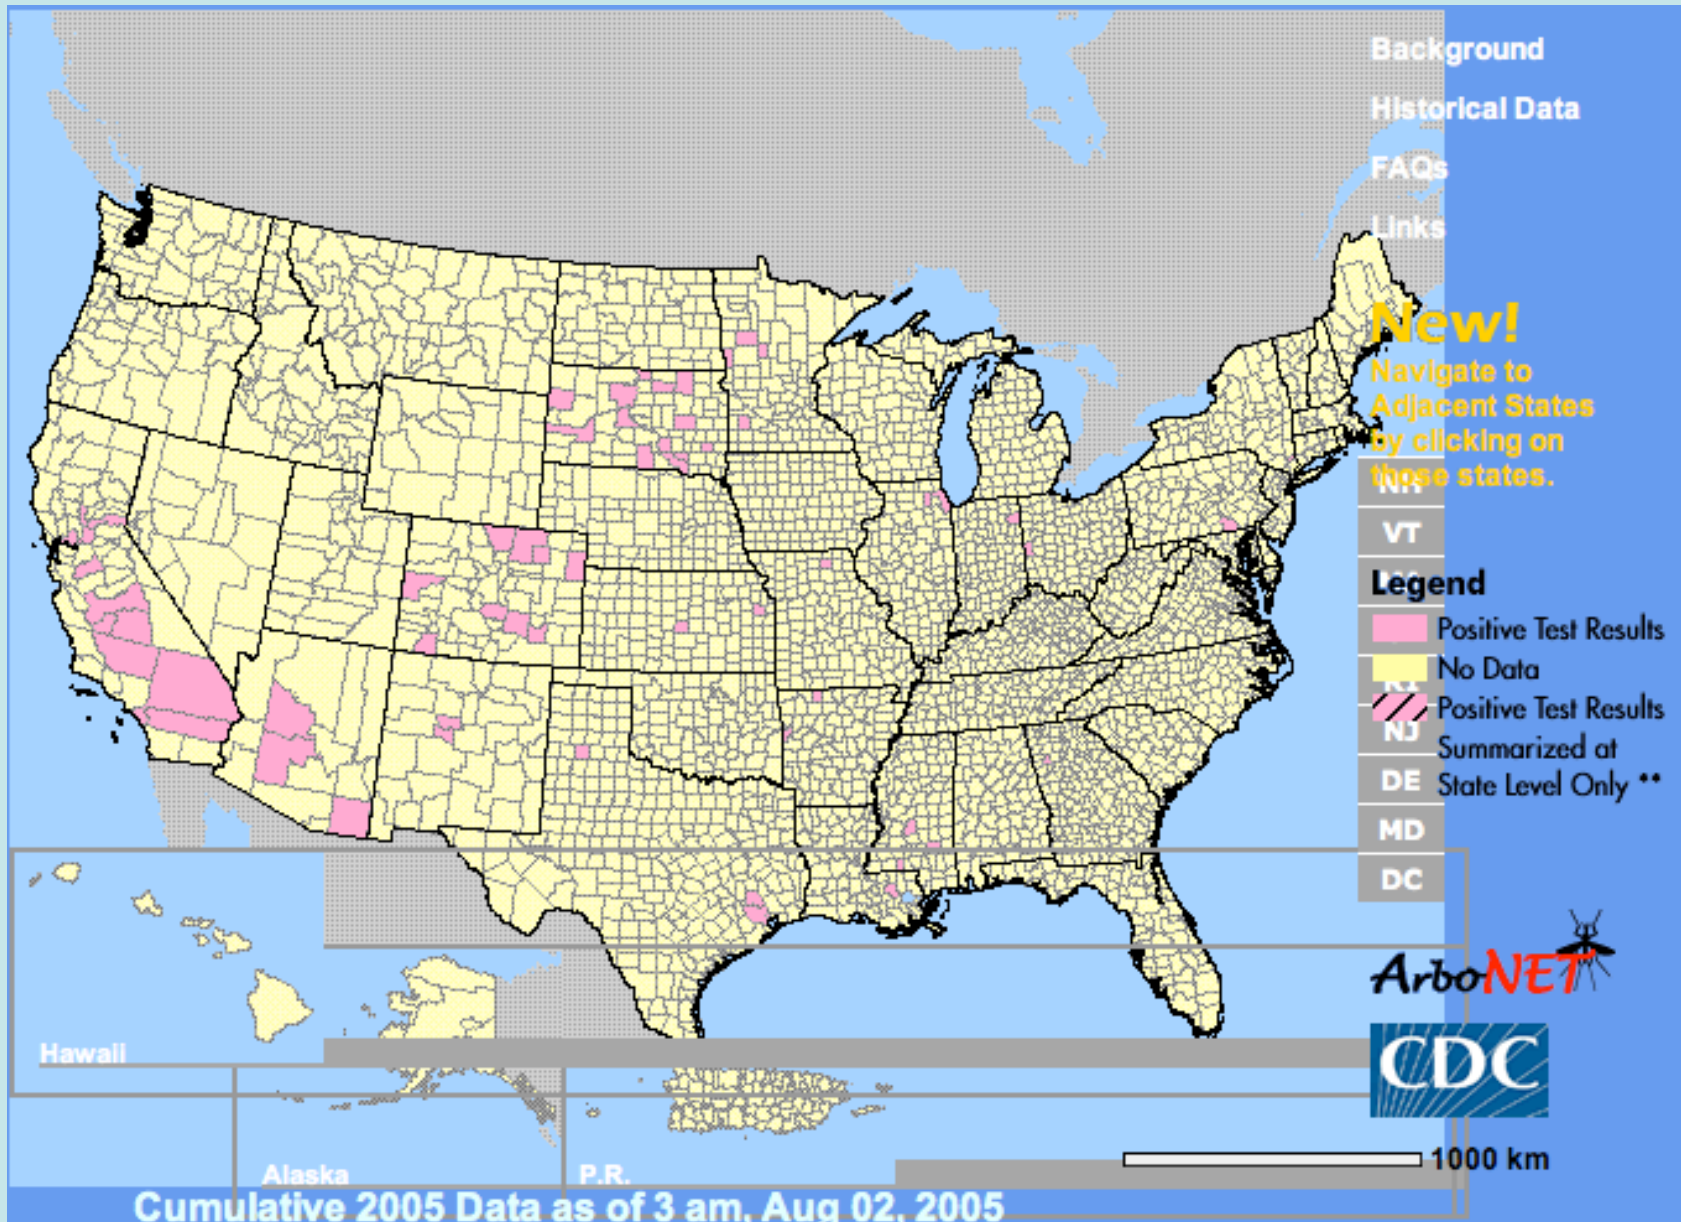 Background
Historical Data
FAQs
Links
New!
Navigate to
Adjacent States
by clicking on
those states.
NH
VT
Legend
Positive Test Results
No Data
RI
Positive Test Results
NJ
Summarized at
DE
State Level Only **
MD
DC
ArboNET
CDC
Hawaii
1000 km
Alaska
P.R.
Cumulative 2005 Data as of 3 am, Aug 02, 2005